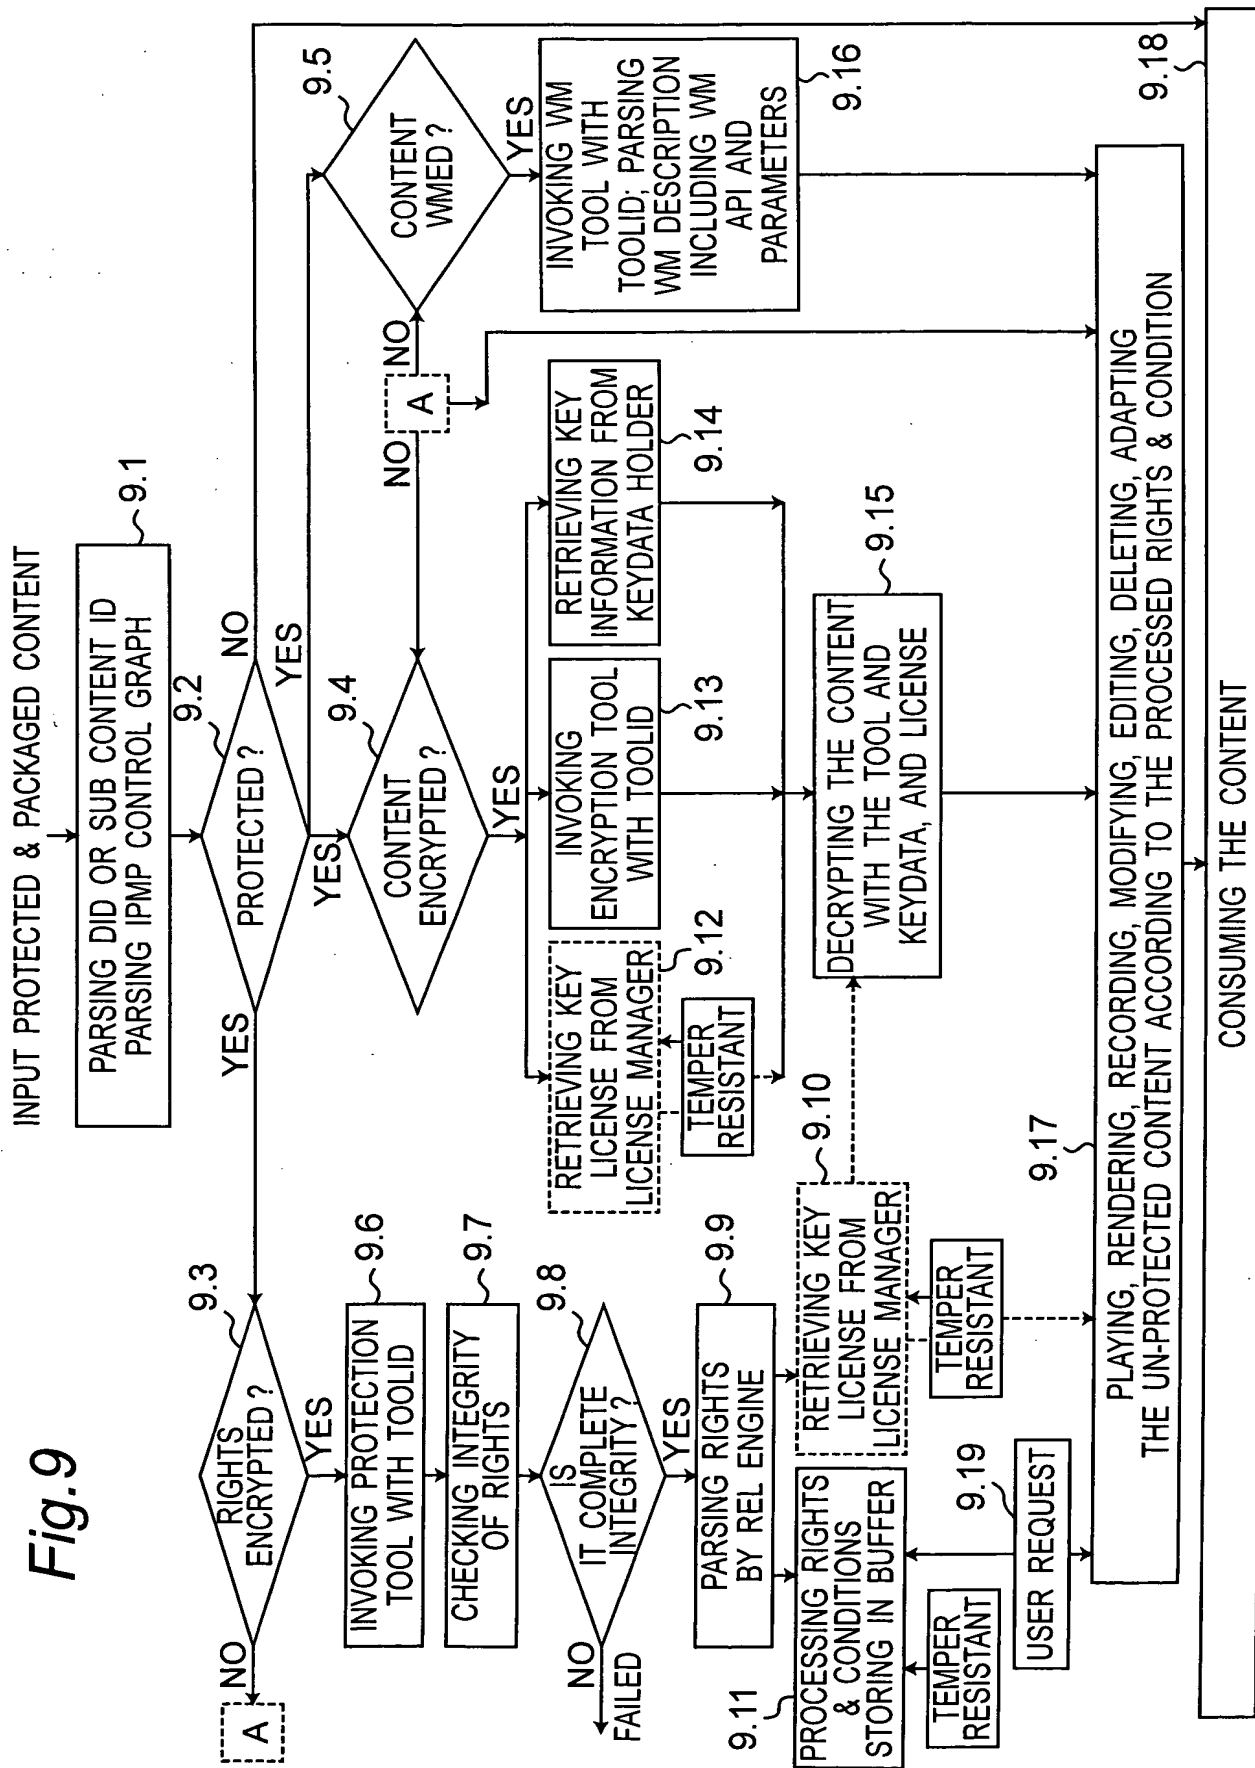 Fig.9
INPUT PROTECTED & PACKAGED CONTENT
PARSING DID OR SUB CONTENT ID
PARSING IPMP CONTROL GRAPH
9.1
PROTECTED?
9.2
YES
YES
YES
NO
RIGHTS
ENCRYPTED?
9.3
NO
A
YES
CONTENT
ENCRYPTED?
9.4
YES
NO
A
NO
CONTENT
WMED?
9.5
YES
INVOKING PROTECTION
TOOL WITH TOOLID
9.6
CHECKING INTEGRITY
OF RIGHTS
9.7
IS
IT COMPLETE
INTEGRITY?
9.8
NO
FAILED
YES
PARSING RIGHTS
BY REL ENGINE
9.9
RETRIEVING KEY
LICENSE FROM
LICENSE MANAGER
9.10
TEMPER
RESISTANT
PROCESSING RIGHTS
& CONDITIONS
STORING IN BUFFER
9.11
TEMPER
RESISTANT
USER REQUEST
9.19
RETRIEVING KEY
LICENSE FROM
LICENSE MANAGER
9.12
TEMPER
RESISTANT
INVOKING
ENCRYPTION TOOL
WITH TOOLID
9.13
RETRIEVING KEY
INFORMATION FROM
KEYDATA HOLDER
9.14
DECRYPTING THE CONTENT
WITH THE TOOL AND
KEYDATA, AND LICENSE
9.15
INVOKING WM
TOOL WITH
TOOLID; PARSING
WM DESCRIPTION
INCLUDING WM
API AND
PARAMETERS
9.16
9.17
PLAYING, RENDERING, RECORDING, MODIFYING, EDITING, DELETING, ADAPTING
THE UN-PROTECTED CONTENT ACCORDING TO THE PROCESSED RIGHTS & CONDITION
9.18
CONSUMING THE CONTENT